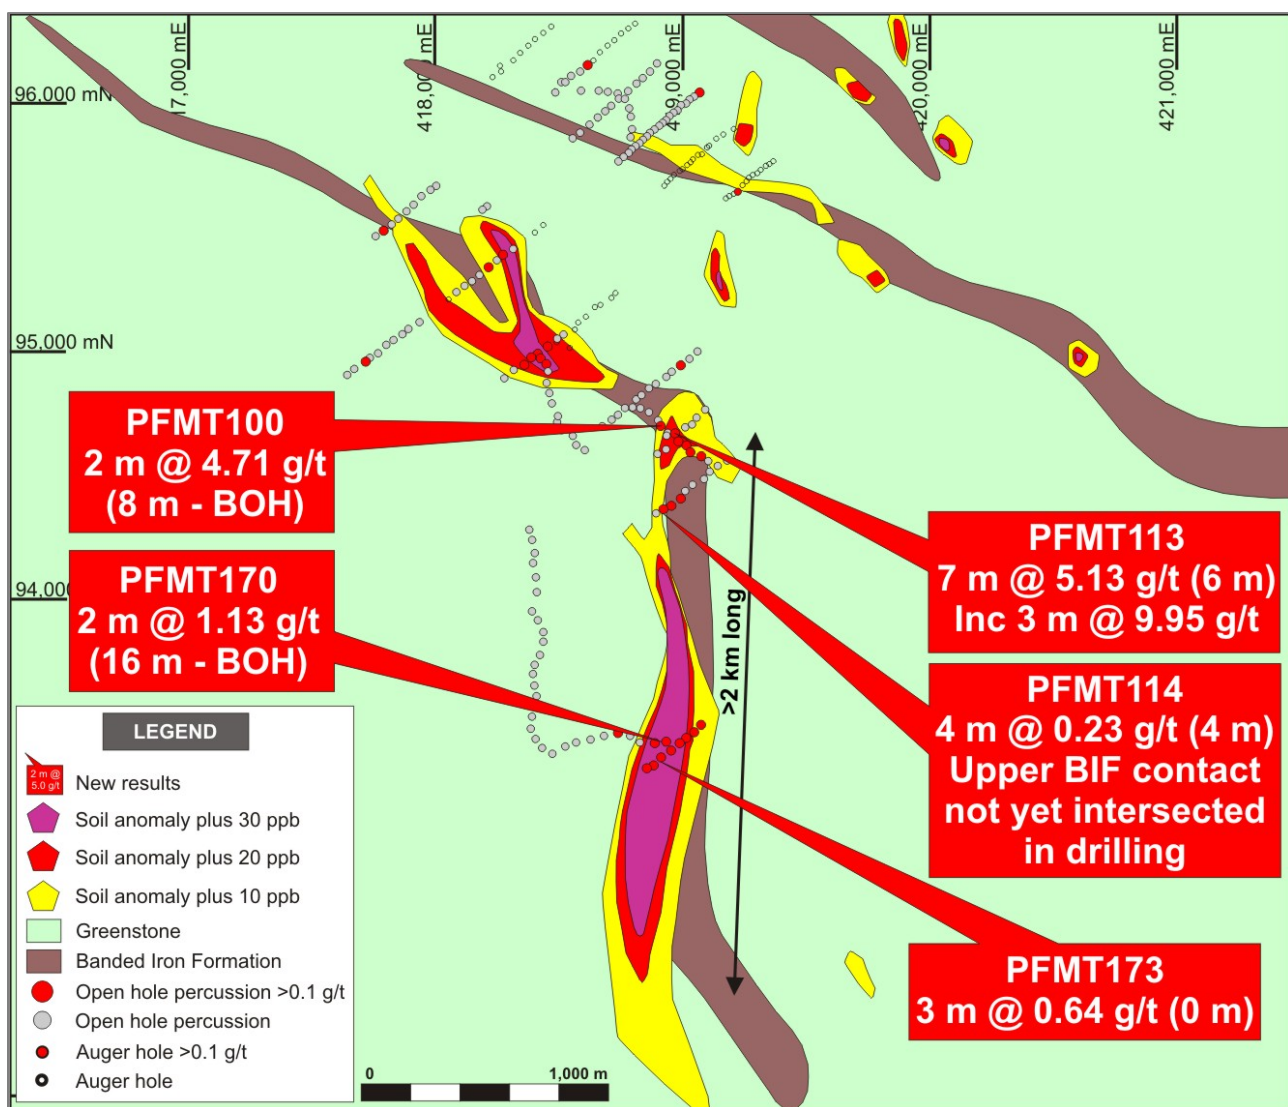 17,000 mE
418,000 mE
419,000 mE
420,000 mE
421,000 mE
96,000 mN
95,000 mN
94,000
PFMT100
2 m @ 4.71 g/t
(8 m - BOH)
PFMT170
2 m @ 1.13 g/t
(16 m - BOH)
PFMT113
7 m @ 5.13 g/t (6 m)
Inc 3 m @ 9.95 g/t
PFMT114
4 m @ 0.23 g/t (4 m)
Upper BIF contact
not yet intersected
in drilling
PFMT173
3 m @ 0.64 g/t (0 m)
>2 km long
LEGEND
2 m @
5.0 g/t
New results
Soil anomaly plus 30 ppb
Soil anomaly plus 20 ppb
Soil anomaly plus 10 ppb
Greenstone
Banded Iron Formation
Open hole percussion >0.1 g/t
Open hole percussion
Auger hole >0.1 g/t
Auger hole
0
1,000 m